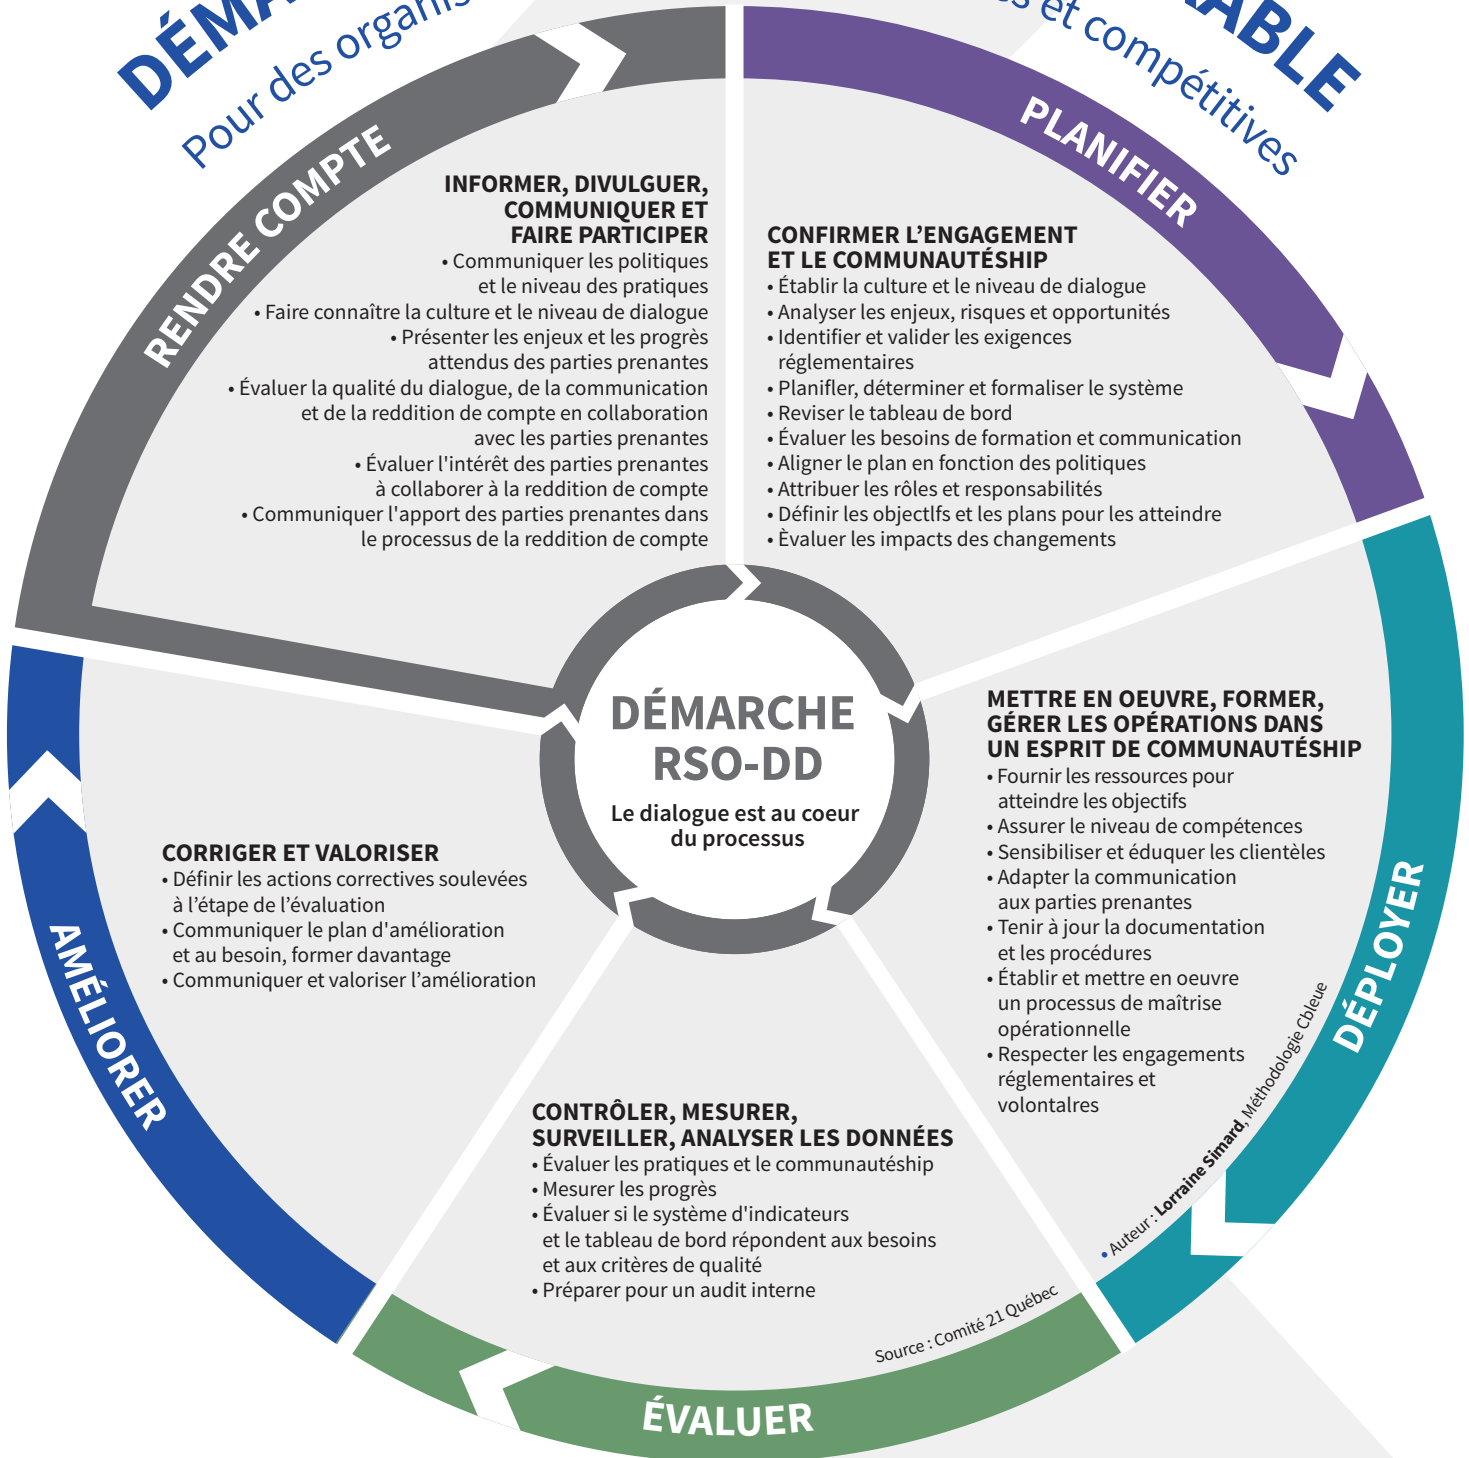 DÉMA
ABLE
Pour des organis
s et compétitives
RENDRE COMPTE
INFORMER, DIVULGUER,
COMMUNIQUER ET
FAIRE PARTICIPER
• Communiquer les politiques
et le niveau des pratiques
• Faire connaître la culture et le niveau de dialogue
• Présenter les enjeux et les progrès
attendus des parties prenantes
• Évaluer la qualité du dialogue, de la communication
et de la reddition de compte en collaboration
avec les parties prenantes
• Évaluer l'intérêt des parties prenantes
à collaborer à la reddition de compte
• Communiquer l'apport des parties prenantes dans
le processus de la reddition de compte
PLANIFIER
CONFIRMER L’ENGAGEMENT
ET LE COMMUNAUTÉSHIP
• Établir la culture et le niveau de dialogue
• Analyser les enjeux, risques et opportunités
• Identifier et valider les exigences
réglementaires
• Planifler, déterminer et formaliser le système
• Reviser le tableau de bord
• Évaluer les besoins de formation et communication
• Aligner le plan en fonction des politiques
• Attribuer les rôles et responsabilités
• Définir les objectlfs et les plans pour les atteindre
• Èvaluer les impacts des changements
DÉMARCHE
RSO-DD
Le dialogue est au coeur
du processus
METTRE EN OEUVRE, FORMER,
GÉRER LES OPÉRATIONS DANS
UN ESPRIT DE COMMUNAUTÉSHIP
• Fournir les ressources pour
atteindre les objectifs
• Assurer le niveau de compétences
• Sensibiliser et éduquer les clientèles
• Adapter la communication
aux parties prenantes
• Tenir à jour la documentation
et les procédures
• Établir et mettre en oeuvre
un processus de maîtrise
opérationnelle
• Respecter les engagements
réglementaires et
volontalres
DÉPLOYER
• Auteur : Lorraine Simard, Méthodologie Cbleue
CORRIGER ET VALORISER
• Définir les actions correctives soulevées
à l’étape de l’évaluation
• Communiquer le plan d'amélioration
et au besoin, former davantage
• Communiquer et valoriser l’amélioration
AMÉLIORER
CONTRÔLER, MESURER,
SURVEILLER, ANALYSER LES DONNÉES
• Évaluer les pratiques et le communautéship
• Mesurer les progrès
• Évaluer si le système d'indicateurs
et le tableau de bord répondent aux besoins
et aux critères de qualité
• Préparer pour un audit interne
Source : Comité 21 Québec
ÉVALUER